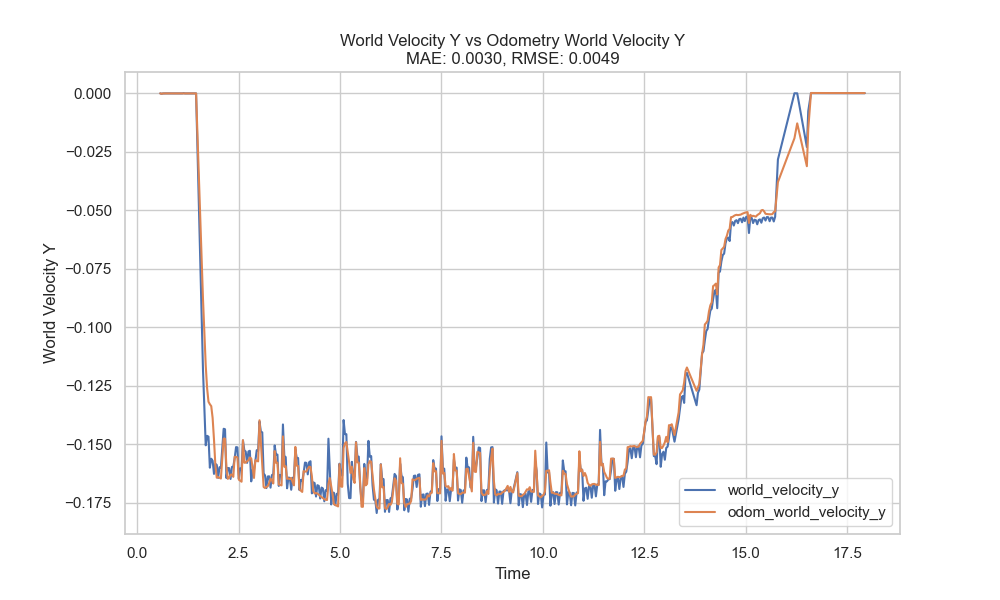 World Velocity Y vs Odometry World Velocity Y
MAE: 0.0030, RMSE: 0.0049
World Velocity Y
0.000
−0.025
−0.050
−0.075
−0.100
−0.125
−0.150
−0.175
world_velocity_y
odom_world_velocity_y
0.0 2.5 5.0 7.5 10.0 12.5 15.0 17.5
Time